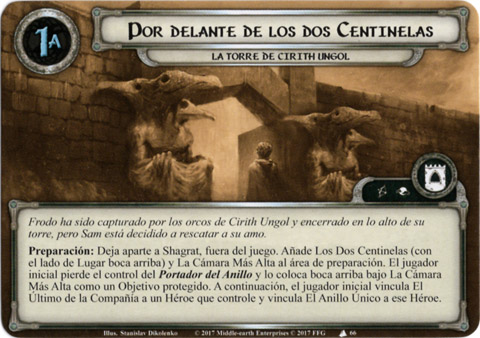 1A
Por delante de los dos Centinelas
La Torre de Cirith Ungol
Frodo ha sido capturado por los orcos de Cirith Ungol y encerrado en lo alto de su
torre, pero Sam está decidido a rescatar a su amo.
Preparación: Deja aparte a Shagrat, fuera del juego. Añade Los Dos Centinelas (con
el lado de Lugar boca arriba) y La Cámara Más Alta al área de preparación. El jugador
inicial pierde el control del Portador del Anillo y lo coloca boca arriba bajo La Cámara
Más Alta como un Objetivo protegido. A continuación, el jugador inicial vincula El
Último de la Compañía a un Héroe que controle y vincula El Anillo Único a ese Héroe.
Illus. Stanislav Dikolenko © 2017 Middle-earth Enterprises © 2017 FFG 66